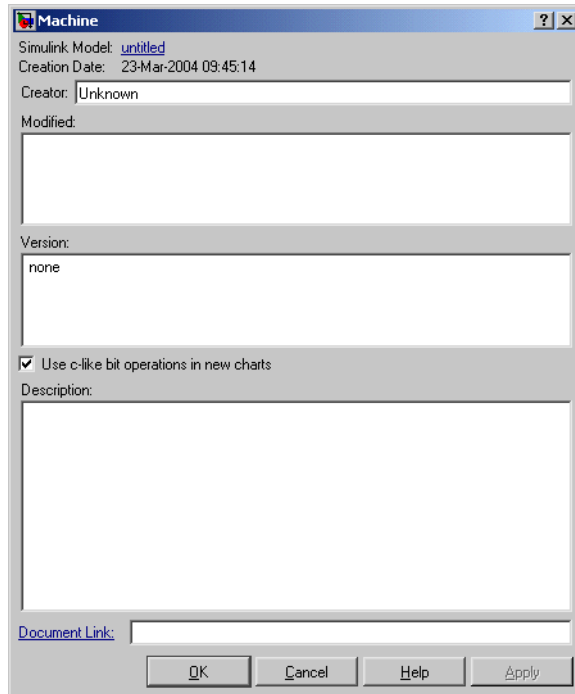 Machine
Simulink Model: untitled
Creation Date: 23-Mar-2004 09:45:14
Creator: Unknown
Modified:
Version:
none
Use c-like bit operations in new charts
Description:
Document Link:
OK Cancel Help Apply